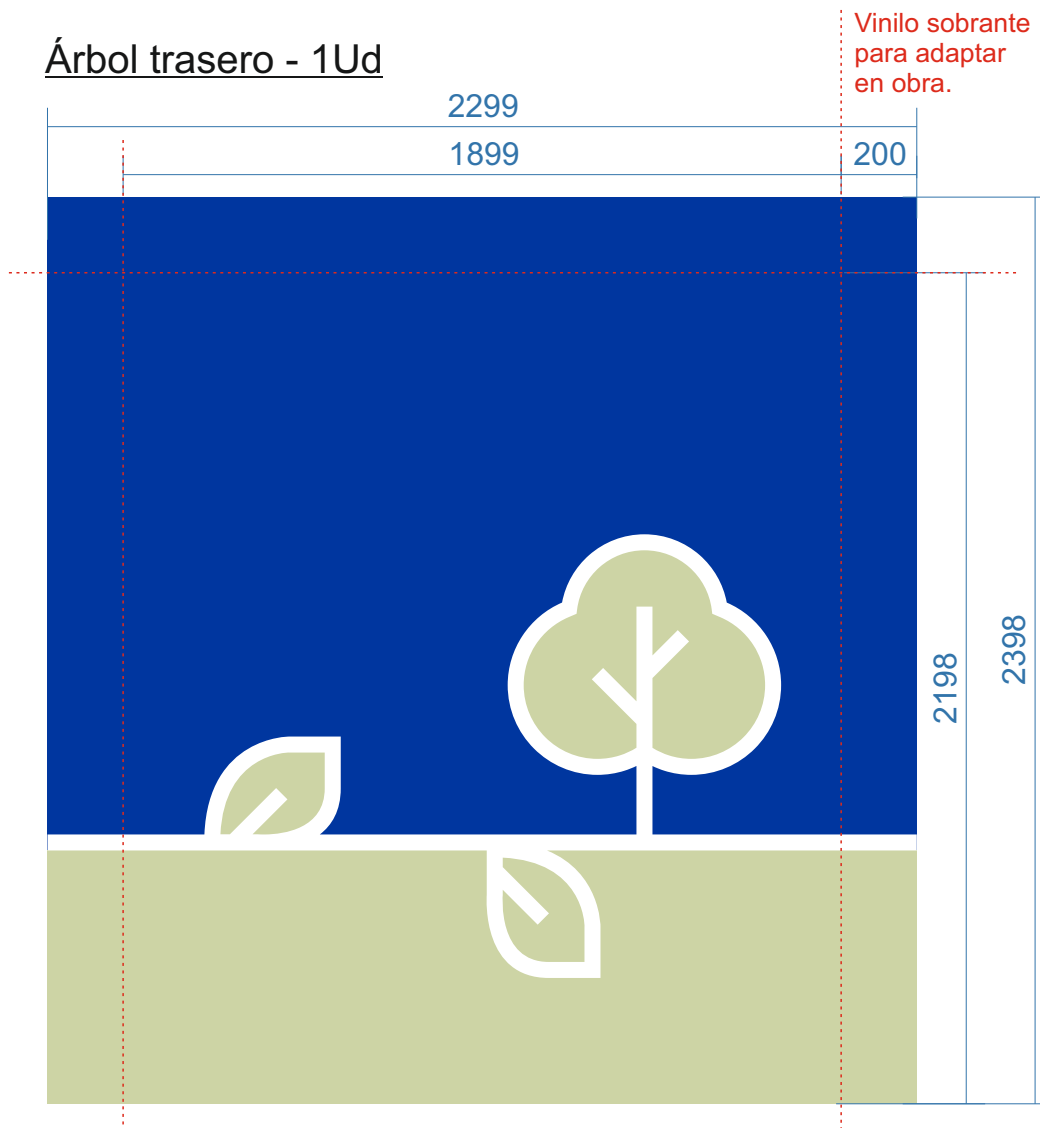 Árbol trasero - 1Ud
Vinilo sobrante
para adaptar
en obra.
2299
1899
200
2198
2398